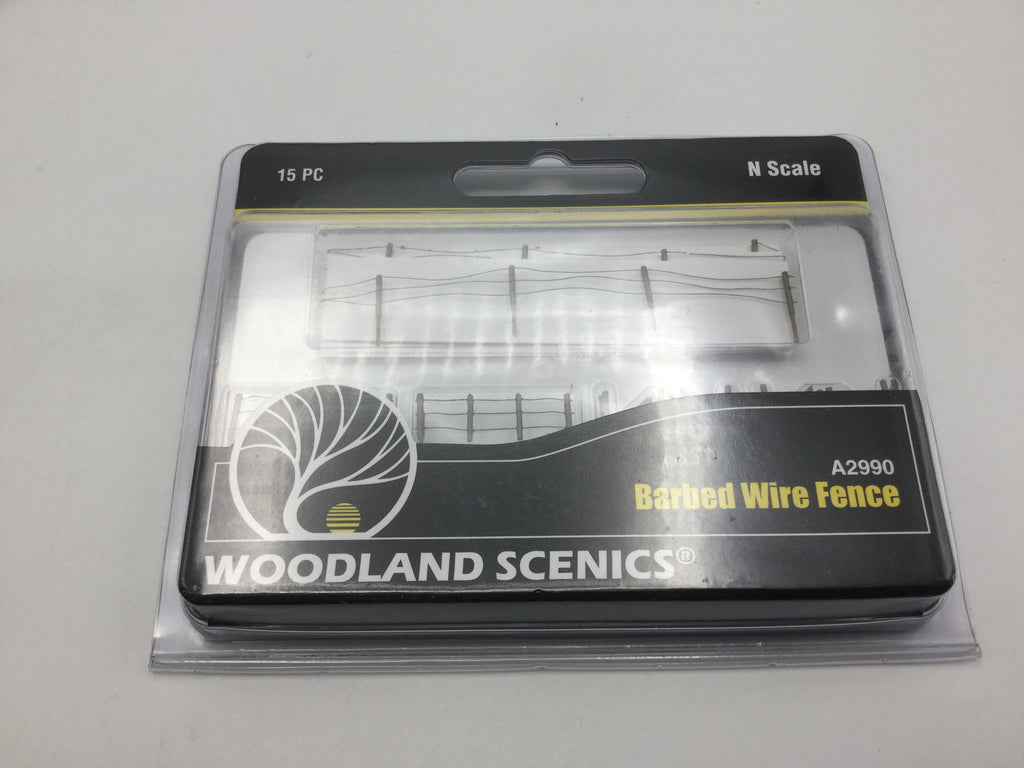 15 PC
N Scale
A2990
Barbed Wire Fence
WOODLAND SCENICS®